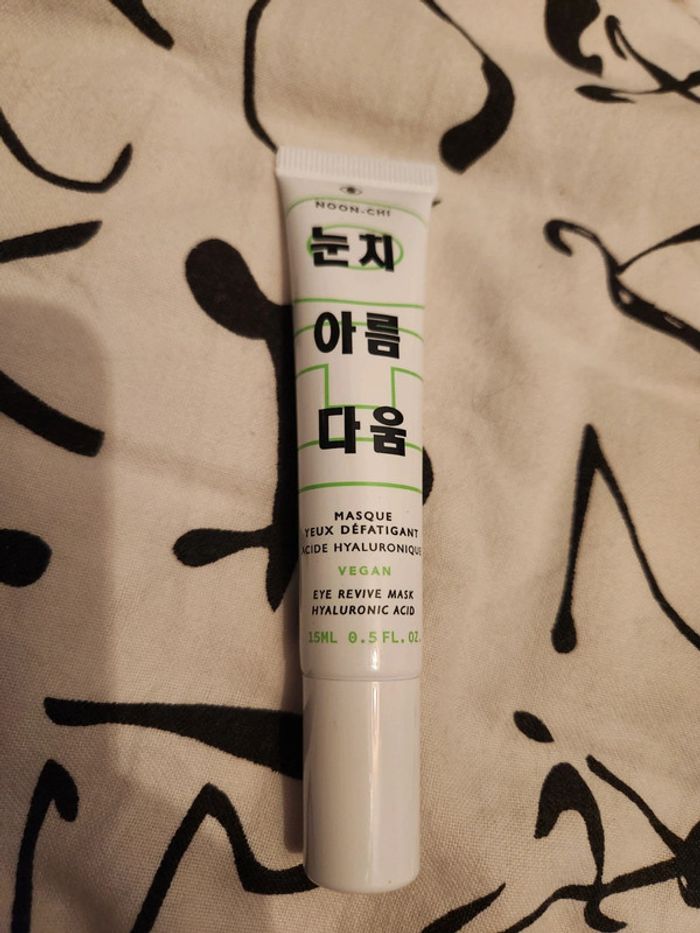 NOON-CHI
눈치
아름
다움
MASQUE
YEUX DÉFATIGANT
ACIDE HYALURONIQUE
VEGAN
EYE REVIVE MASK
HYALURONIC ACID
15ML 0.5 FL. OZ.